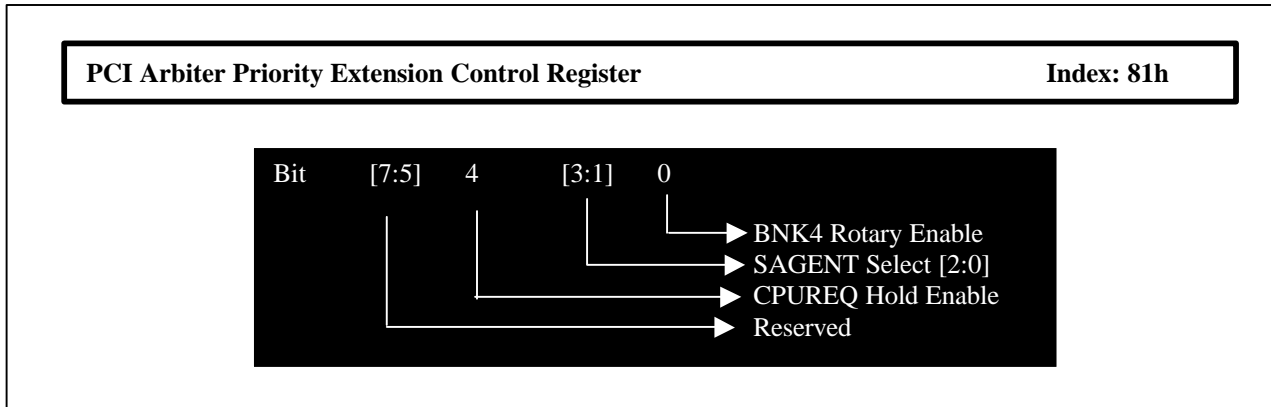 PCI Arbiter Priority Extension Control Register Index: 81h
Bit [7:5] 4 [3:1] 0
BNK4 Rotary Enable
SAGENT Select [2:0]
CPUREQ Hold Enable
Reserved